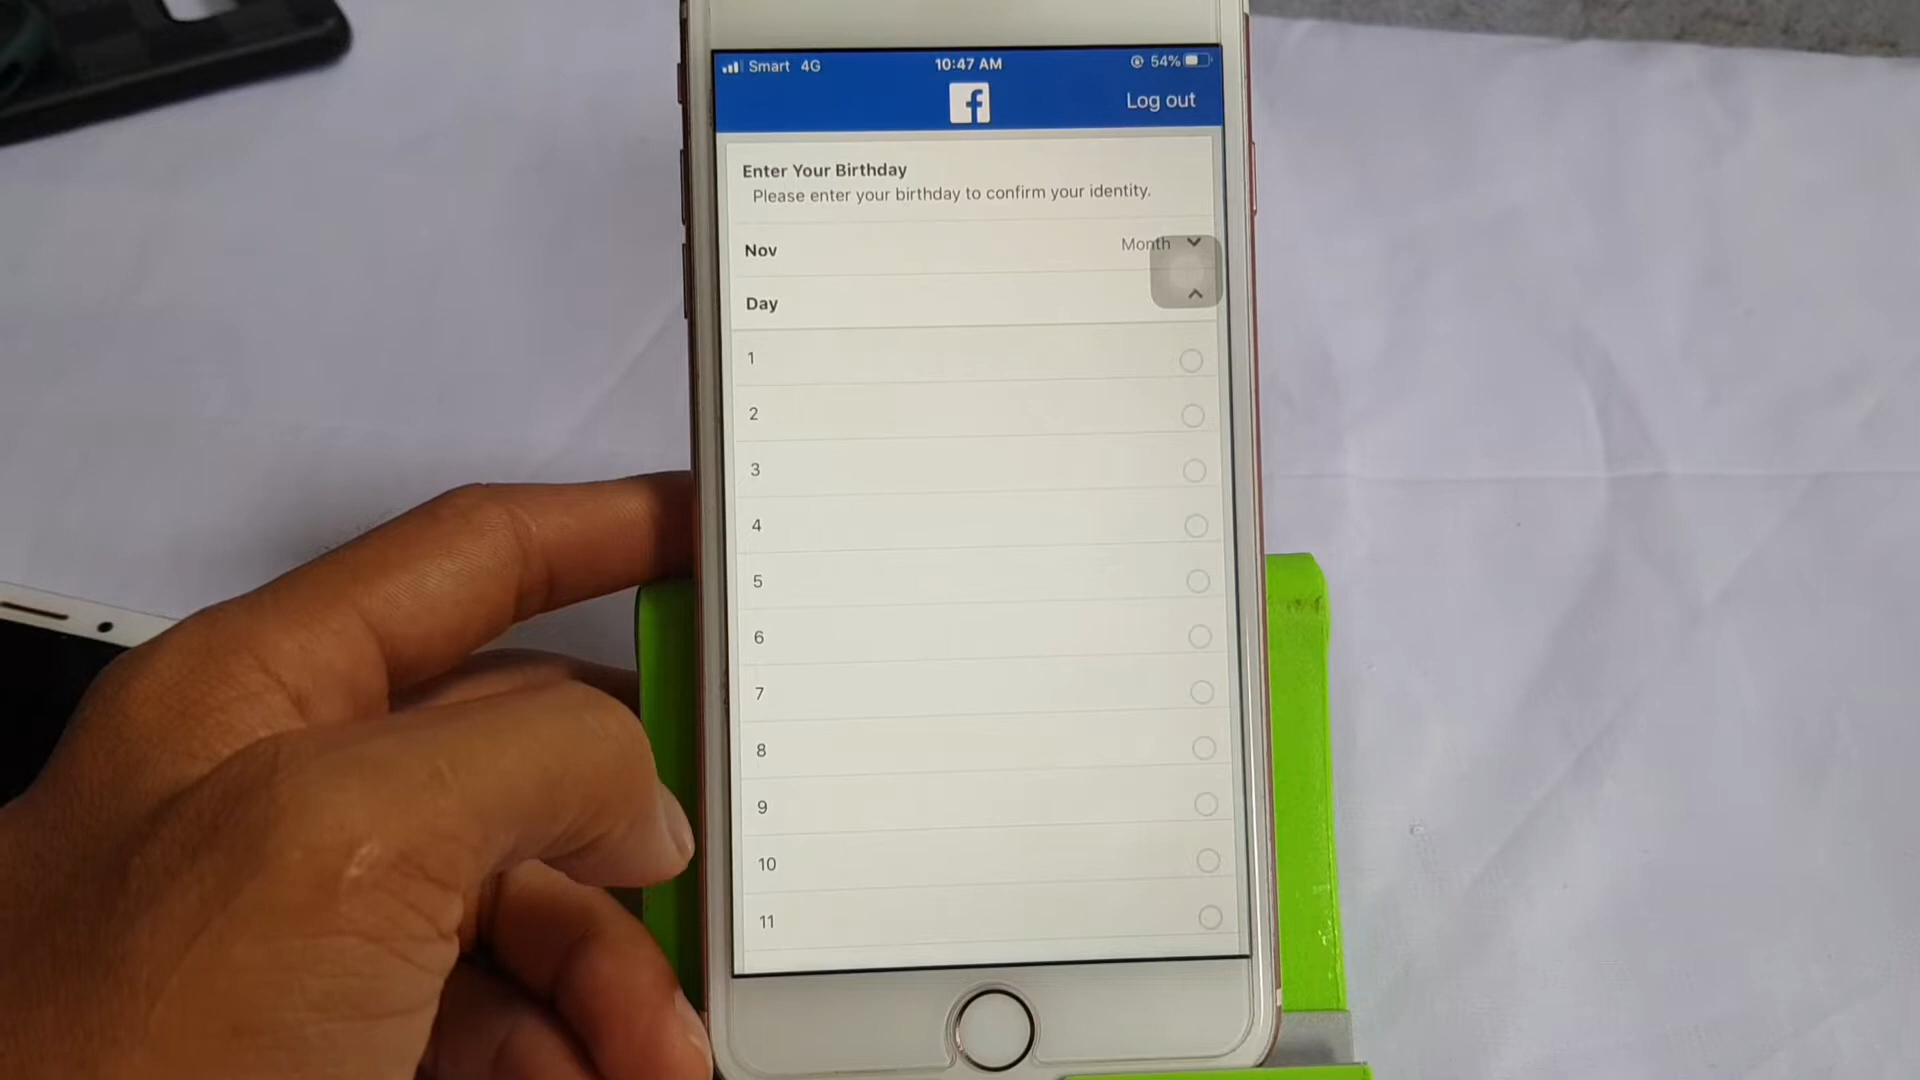 Smart 4G 10:47 AM 54%
f Log out
Enter Your Birthday
Please enter your birthday to confirm your identity.
Nov Month
Day
1
2
3
4
5
6
7
8
9
10
11